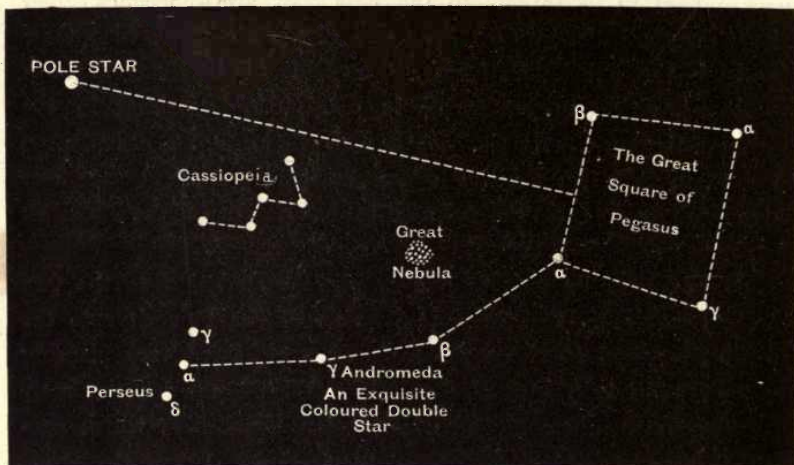 POLE STAR
β
α
The Great
Square of
Pegasus
Cassiopeia
Great
Nebula
α
γ
β
γ
α
γ Andromeda
An Exquisite
Coloured Double
Star
Perseus
δ